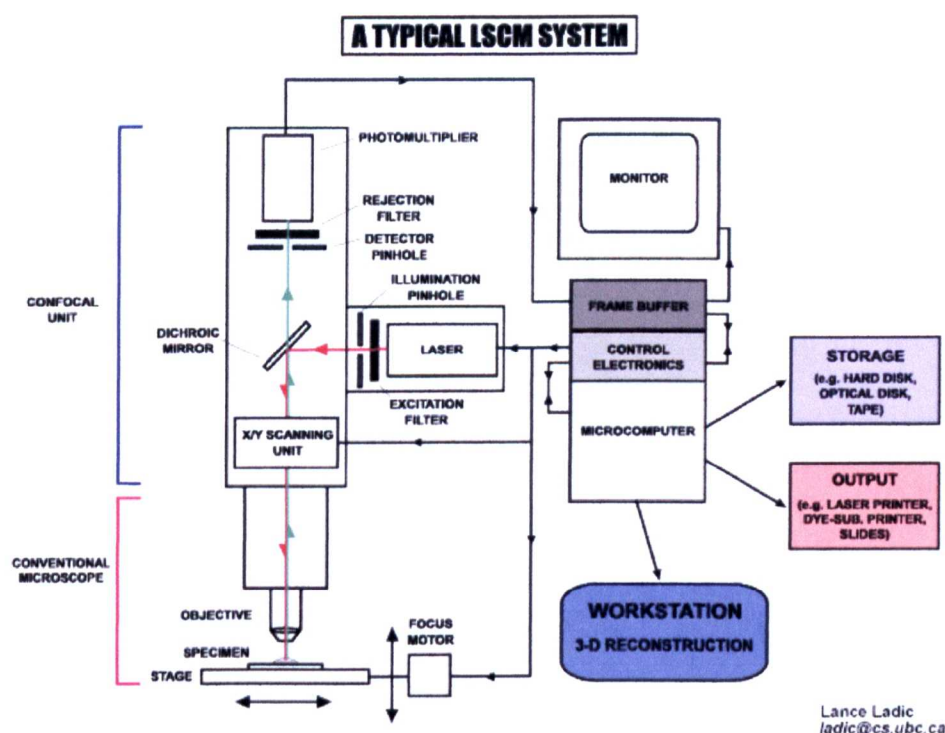 A TYPICAL LSCM SYSTEM
PHOTOMULTIPLIER
REJECTION
FILTER
DETECTOR
PINHOLE
ILLUMINATION
PINHOLE
CONFOCAL
UNIT
DICHROIC
MIRROR
LASER
EXCITATION
FILTER
X/Y SCANNING
UNIT
MONITOR
FRAME BUFFER
CONTROL
ELECTRONICS
MICROCOMPUTER
STORAGE
(e.g. HARD DISK,
OPTICAL DISK,
TAPE)
OUTPUT
(e.g. LASER PRINTER,
DYE-SUB. PRINTER,
SLIDES)
CONVENTIONAL
MICROSCOPE
OBJECTIVE
SPECIMEN
STAGE
FOCUS
MOTOR
WORKSTATION
3-D RECONSTRUCTION
Lance Ladic
ladic@cs.ubc.ca